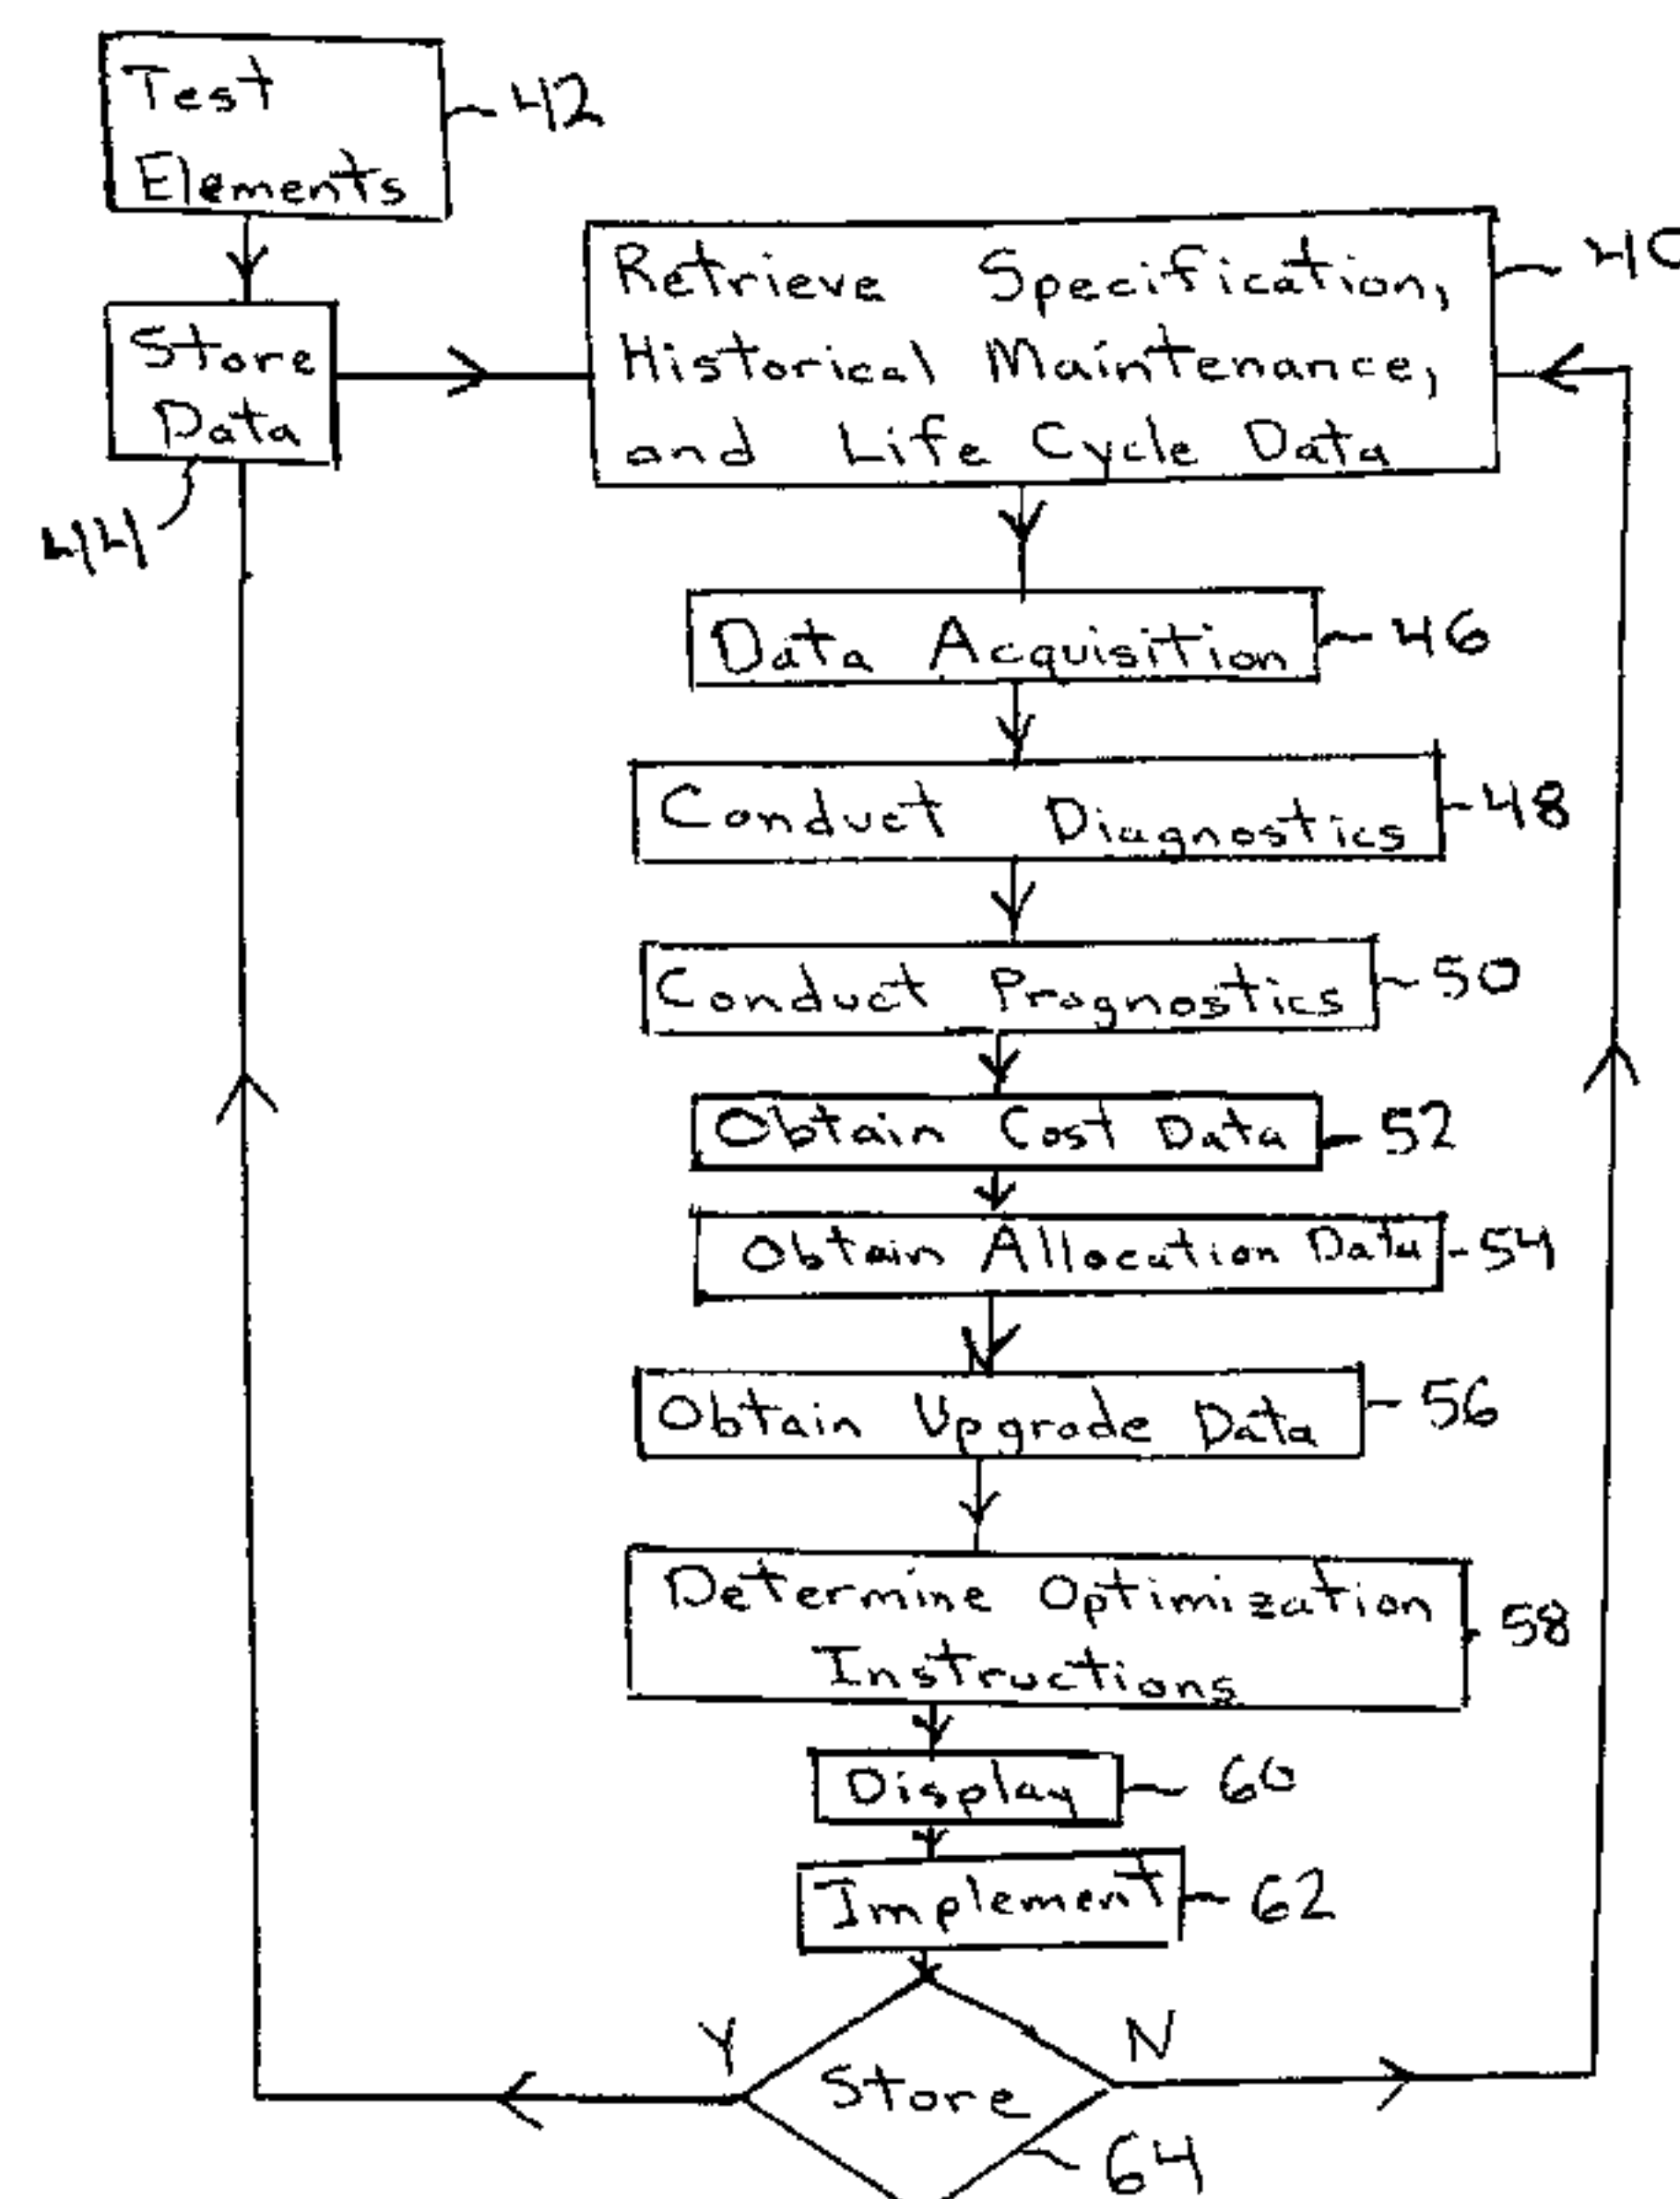 Test
Elements
42
Store
Data
44
Retrieve Specification,
Historical Maintenance,
and Life Cycle Data
40
Data Acquisition
46
Conduct Diagnostics
48
Conduct Prognostics
50
Obtain Cost Data
52
Obtain Allocation Data
54
Obtain Upgrade Data
56
Determine Optimization
Instructions
58
Display
60
Implement
62
Y
N
Store
64